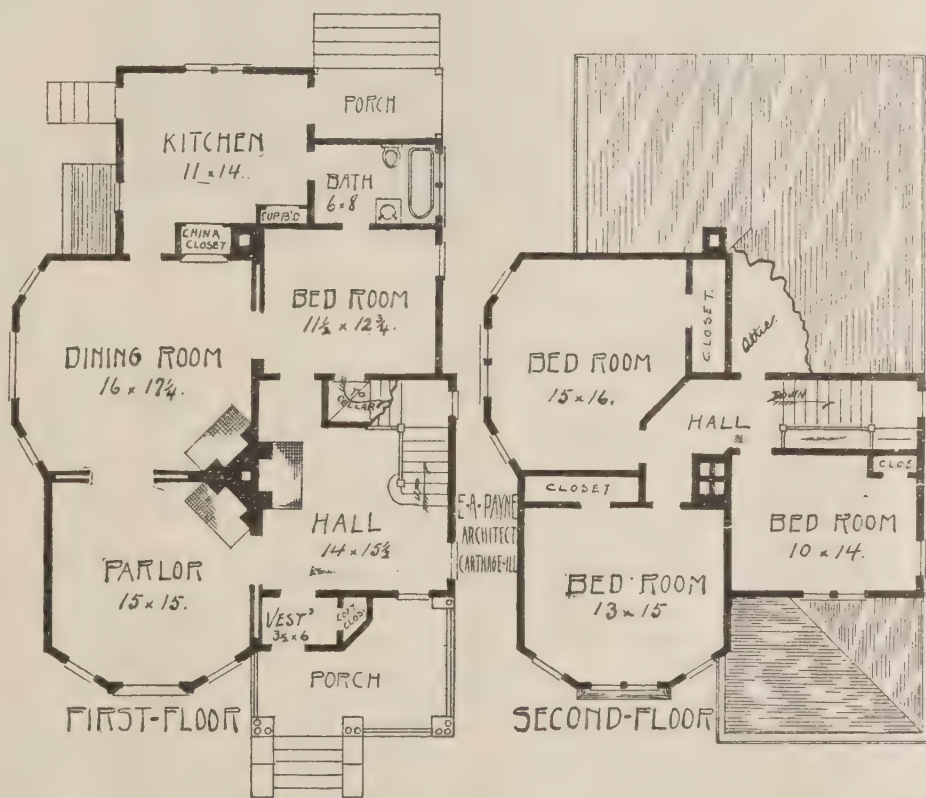 PORCH
KITCHEN
11 x 14.
BATH
6 x 8
CUPB'D
CHINA
CLOSET
BED ROOM
11½ x 12¾.
DINING ROOM
16 x 17¼.
TO
CELLAR
UP
HALL
14 x 15½
PARLOR
15 x 15.
VEST'
3½ x 6
COAT
CLOS.
PORCH
FIRST-FLOOR
E-A-PAYNE
ARCHITECT
CARTHAGE-ILL
CLOSET.
Attic.
BED ROOM
15 x 16.
DOWN
HALL
CLOSET
CLOS
BED ROOM
10 x 14.
BED ROOM
13 x 15
SECOND-FLOOR